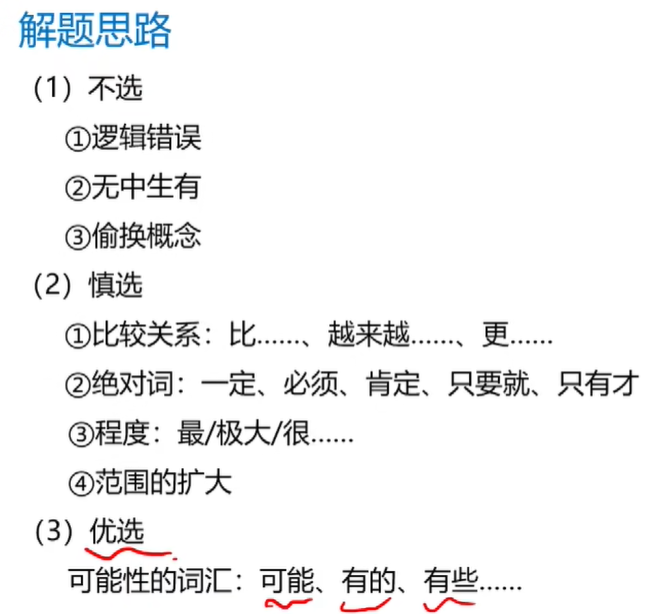 解题思路
（1）不选
①逻辑错误
②无中生有
③偷换概念
（2）慎选
①比较关系：比……、越来越……、更……
②绝对词：一定、必须、肯定、只要就、只有才
③程度：最/极大/很……
④范围的扩大
（3）优选
可能性的词汇：可能、有的、有些……